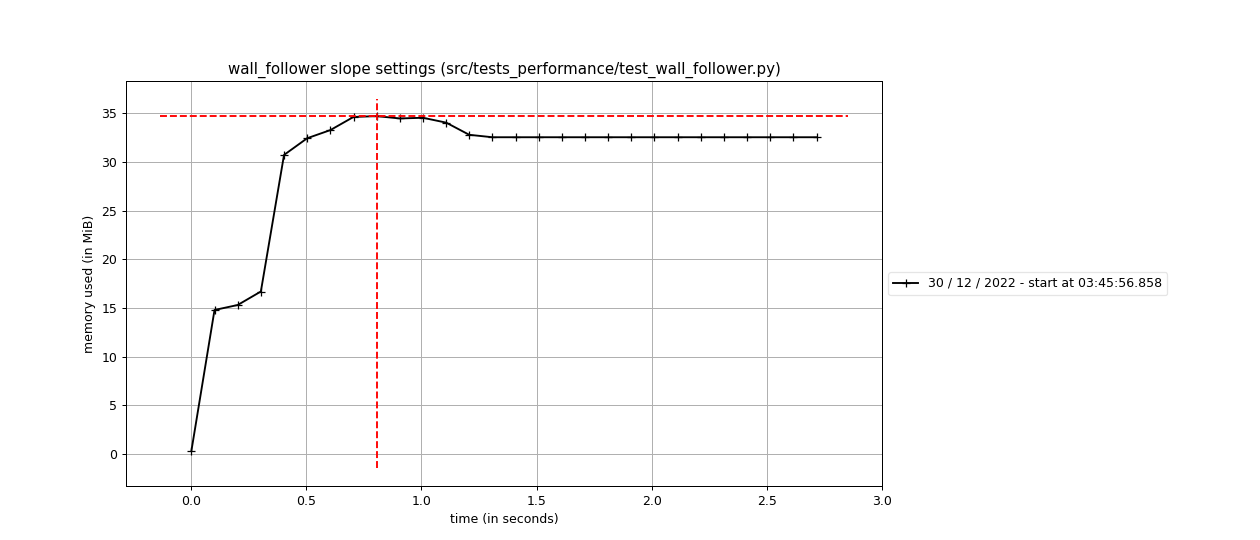 wall_follower slope settings (src/tests_performance/test_wall_follower.py)
memory used (in MiB)
35
30
25
20
15
10
5
0
0.0 0.5 1.0 1.5 2.0 2.5 3.0
time (in seconds)
30 / 12 / 2022 - start at 03:45:56.858